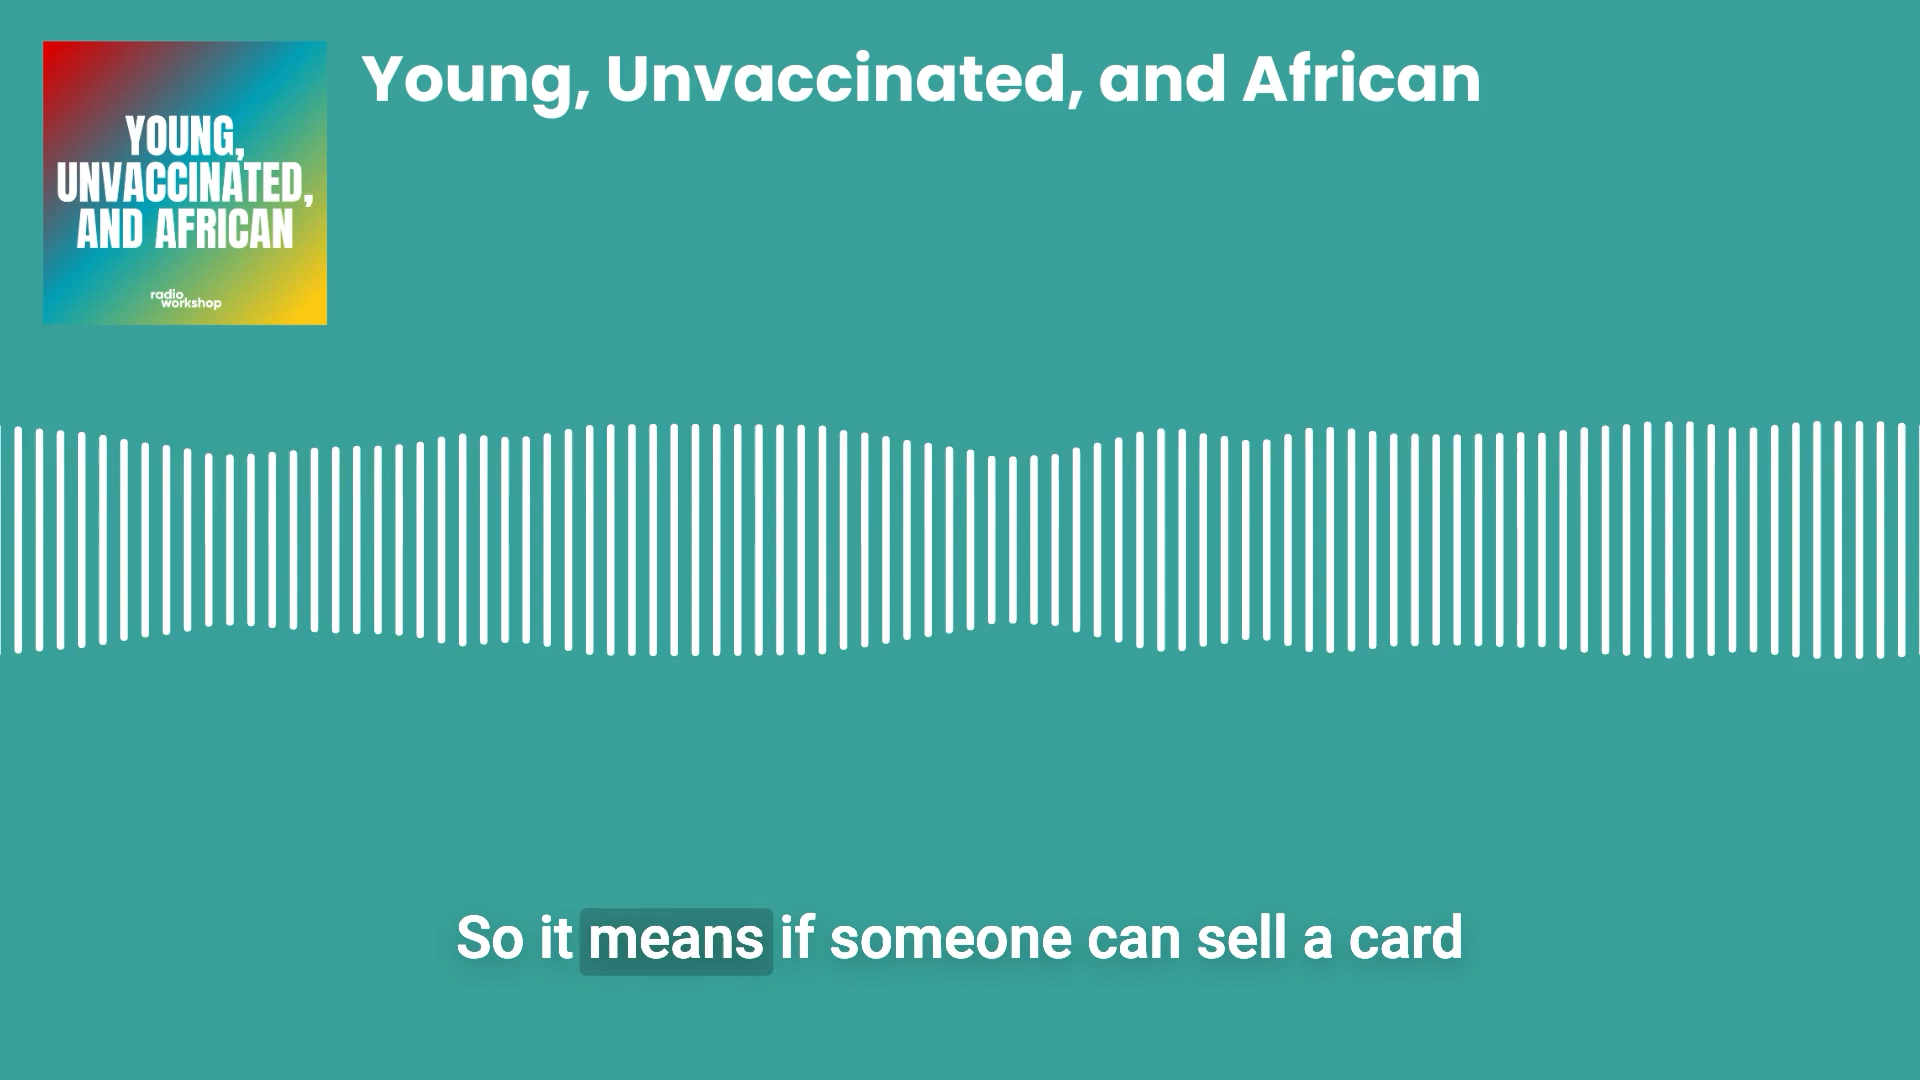 Young, Unvaccinated, and African
YOUNG,
UNVACCINATED,
AND AFRICAN
radio
workshop
So it means if someone can sell a card